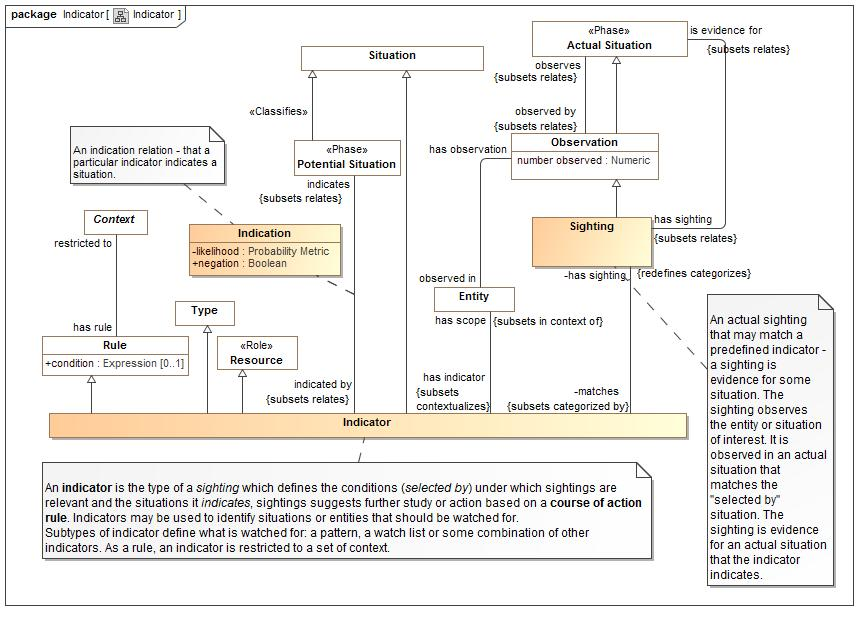 package Indicator [ Indicator ]
Situation
«Phase»
Actual Situation
is evidence for
{subsets relates}
observes
{subsets relates}
«Classifies»
observed by
{subsets relates}
An indication relation - that a
particular indicator indicates a
situation.
«Phase»
Potential Situation
has observation
Observation
number observed : Numeric
indicates
{subsets relates}
Context
restricted to
Indication
-likelihood : Probability Metric
+negation : Boolean
Sighting
has sighting
{subsets relates}
-has sighting
{redefines categorizes}
observed in
Entity
has scope
{subsets in context of}
Type
has rule
Rule
+condition : Expression [0..1]
«Role»
Resource
indicated by
{subsets relates}
has indicator
{subsets
contextualizes}
-matches
{subsets categorized by}
Indicator
An actual sighting
that may match a
predefined indicator -
a sighting is
evidence for some
situation. The
sighting observes
the entity or situation
of interest. It is
observed in an actual
situation that
matches the
"selected by"
situation. The
sighting is evidence
for an actual situation
that the indicator
indicates.
An indicator is the type of a sighting which defines the conditions (selected by) under which sightings are
relevant and the situations it indicates, sightings suggests further study or action based on a course of action
rule. Indicators may be used to identify situations or entities that should be watched for.
Subtypes of indicator define what is watched for: a pattern, a watch list or some combination of other
indicators. As a rule, an indicator is restricted to a set of context.